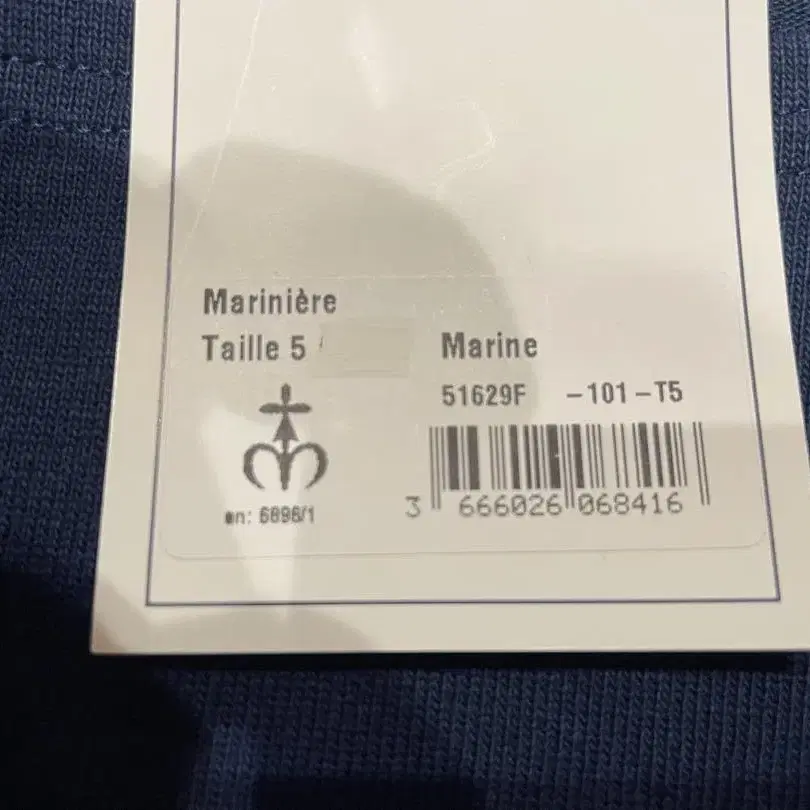 Marinière
Taille 5
Marine
51629F -101-T5
en: 6896/1
3 666026 068416